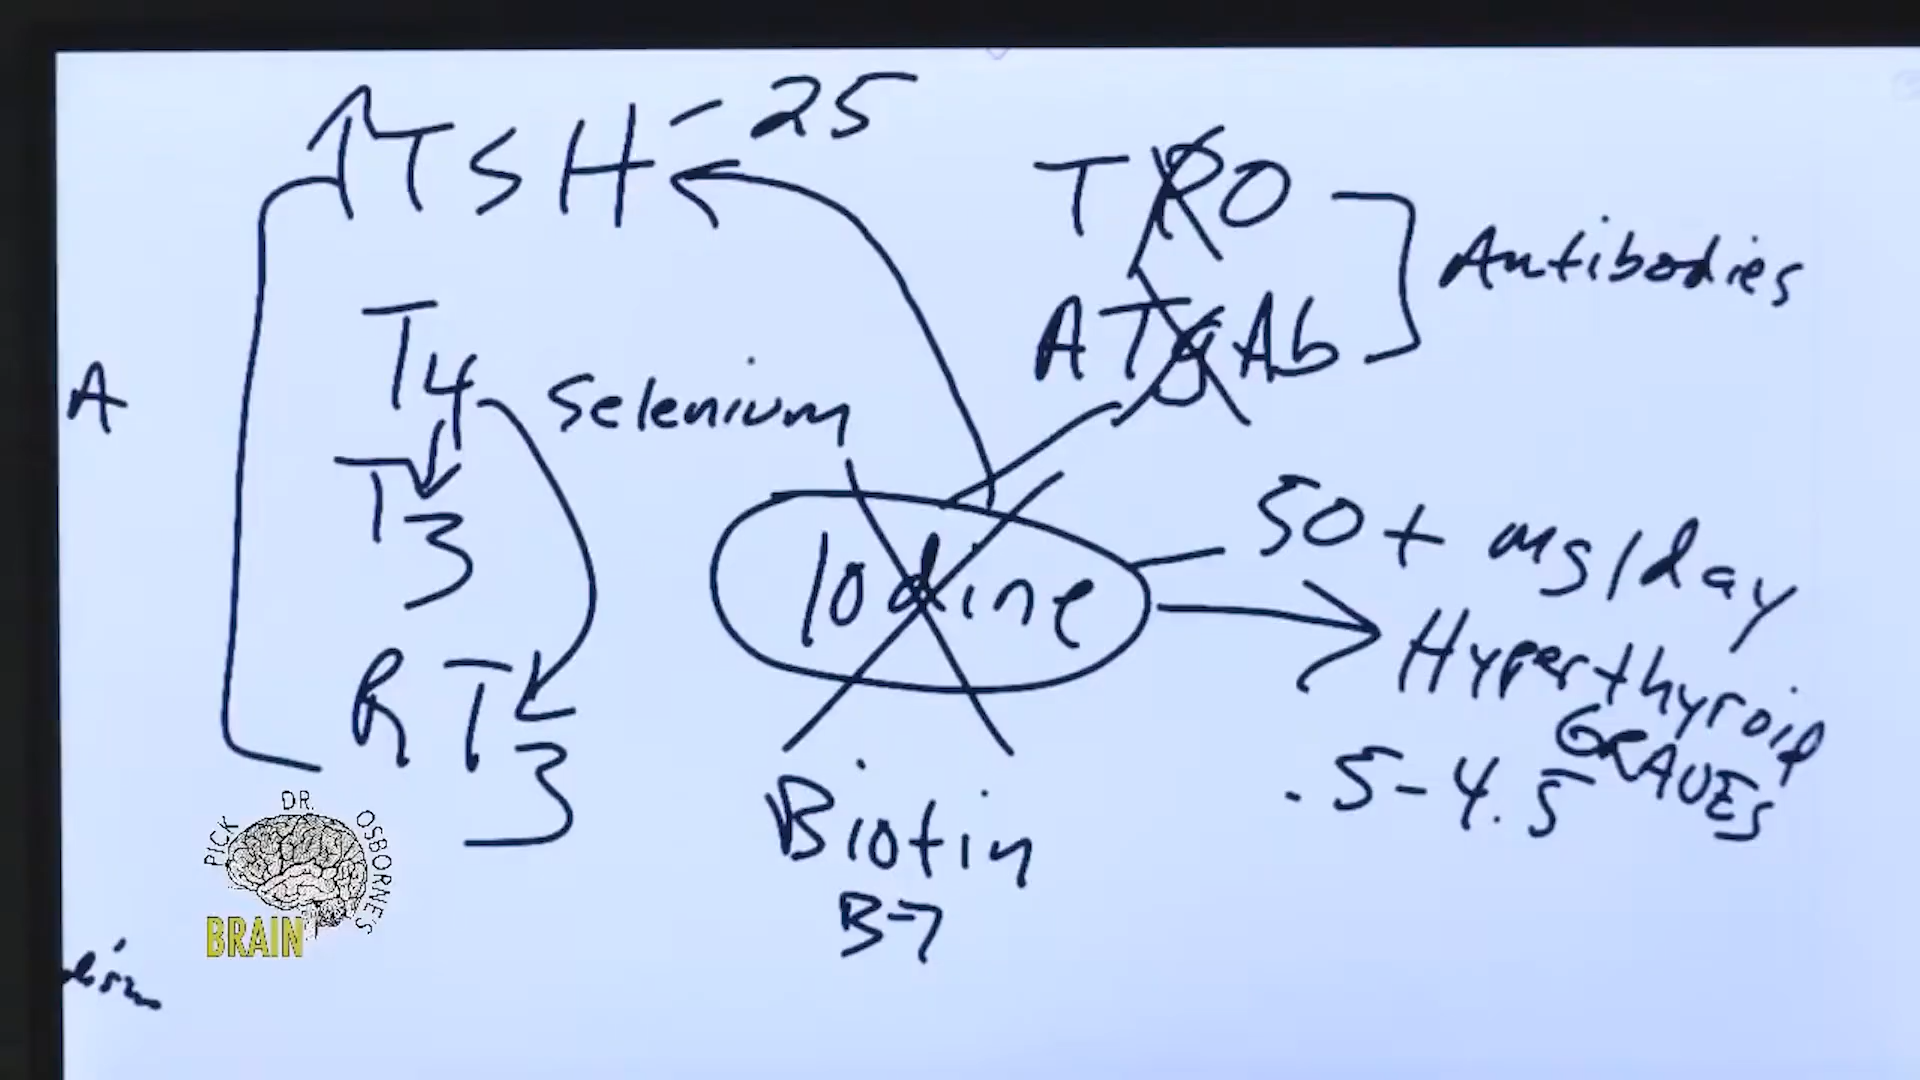 ↑TSH - 25
TPO
ATgAb
Antibodies
T4
Selenium
A
T3
Iodine
50+ mg/day
Hyperthyroid
GRAVES
.5-4.5
RT3
Biotin
B-7
PICK DR. OSBORNE'S
BRAIN